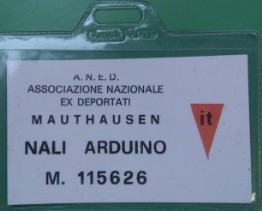 A.N.E.D.
ASSOCIAZIONE NAZIONALE
EX DEPORTATI
MAUTHAUSEN
it
NALI ARDUINO
M. 115626